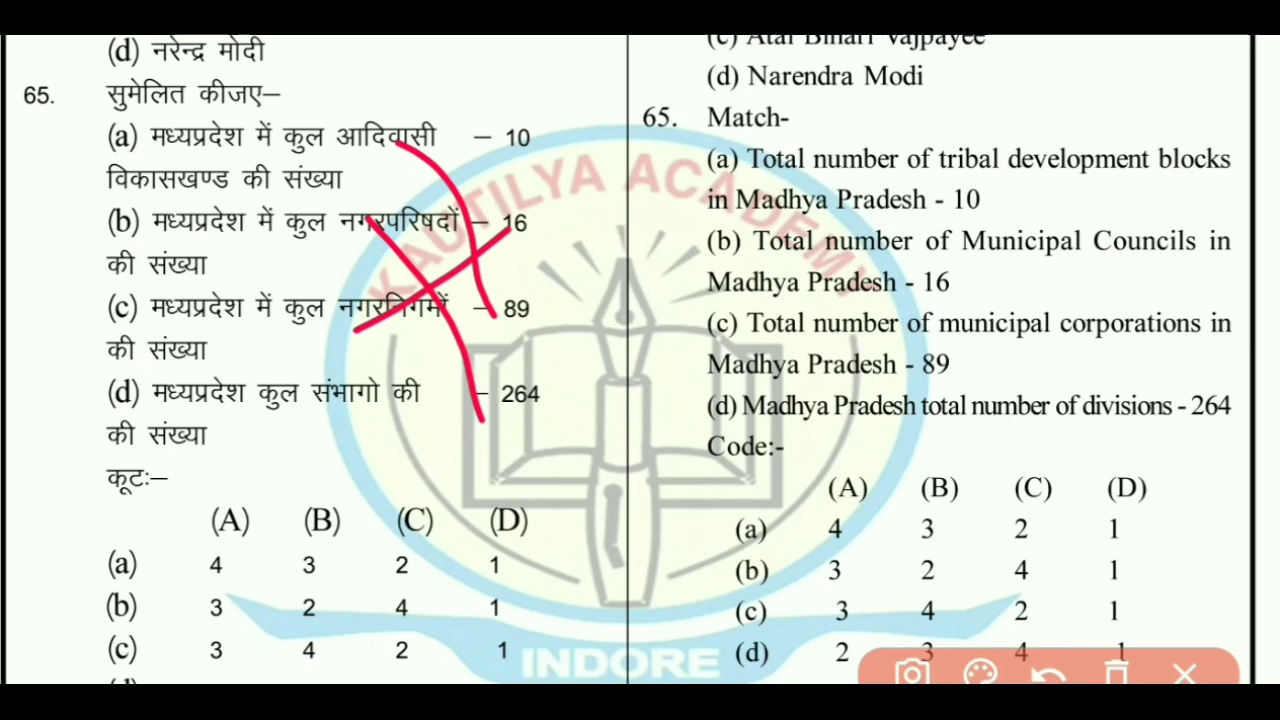 (d) नरेन्द्र मोदी
65. सुमेलित कीजए–
(a) मध्यप्रदेश में कुल आदिवासी – 10
विकासखण्ड की संख्या
(b) मध्यप्रदेश में कुल नगरपरिषदों – 16
की संख्या
(c) मध्यप्रदेश में कुल नगरनिगमों – 89
की संख्या
(d) मध्यप्रदेश कुल संभागो की – 264
की संख्या
कूटः–
(A) (B) (C) (D)
(a) 4 3 2 1
(b) 3 2 4 1
(c) 3 4 2 1
(c) Atal Bihari Vajpayee
(d) Narendra Modi
65. Match-
(a) Total number of tribal development blocks
in Madhya Pradesh - 10
(b) Total number of Municipal Councils in
Madhya Pradesh - 16
(c) Total number of municipal corporations in
Madhya Pradesh - 89
(d) Madhya Pradesh total number of divisions - 264
Code:-
(A) (B) (C) (D)
(a) 4 3 2 1
(b) 3 2 4 1
(c) 3 4 2 1
(d) 2 3 4 1
KAUTILYA ACADEMY
INDORE